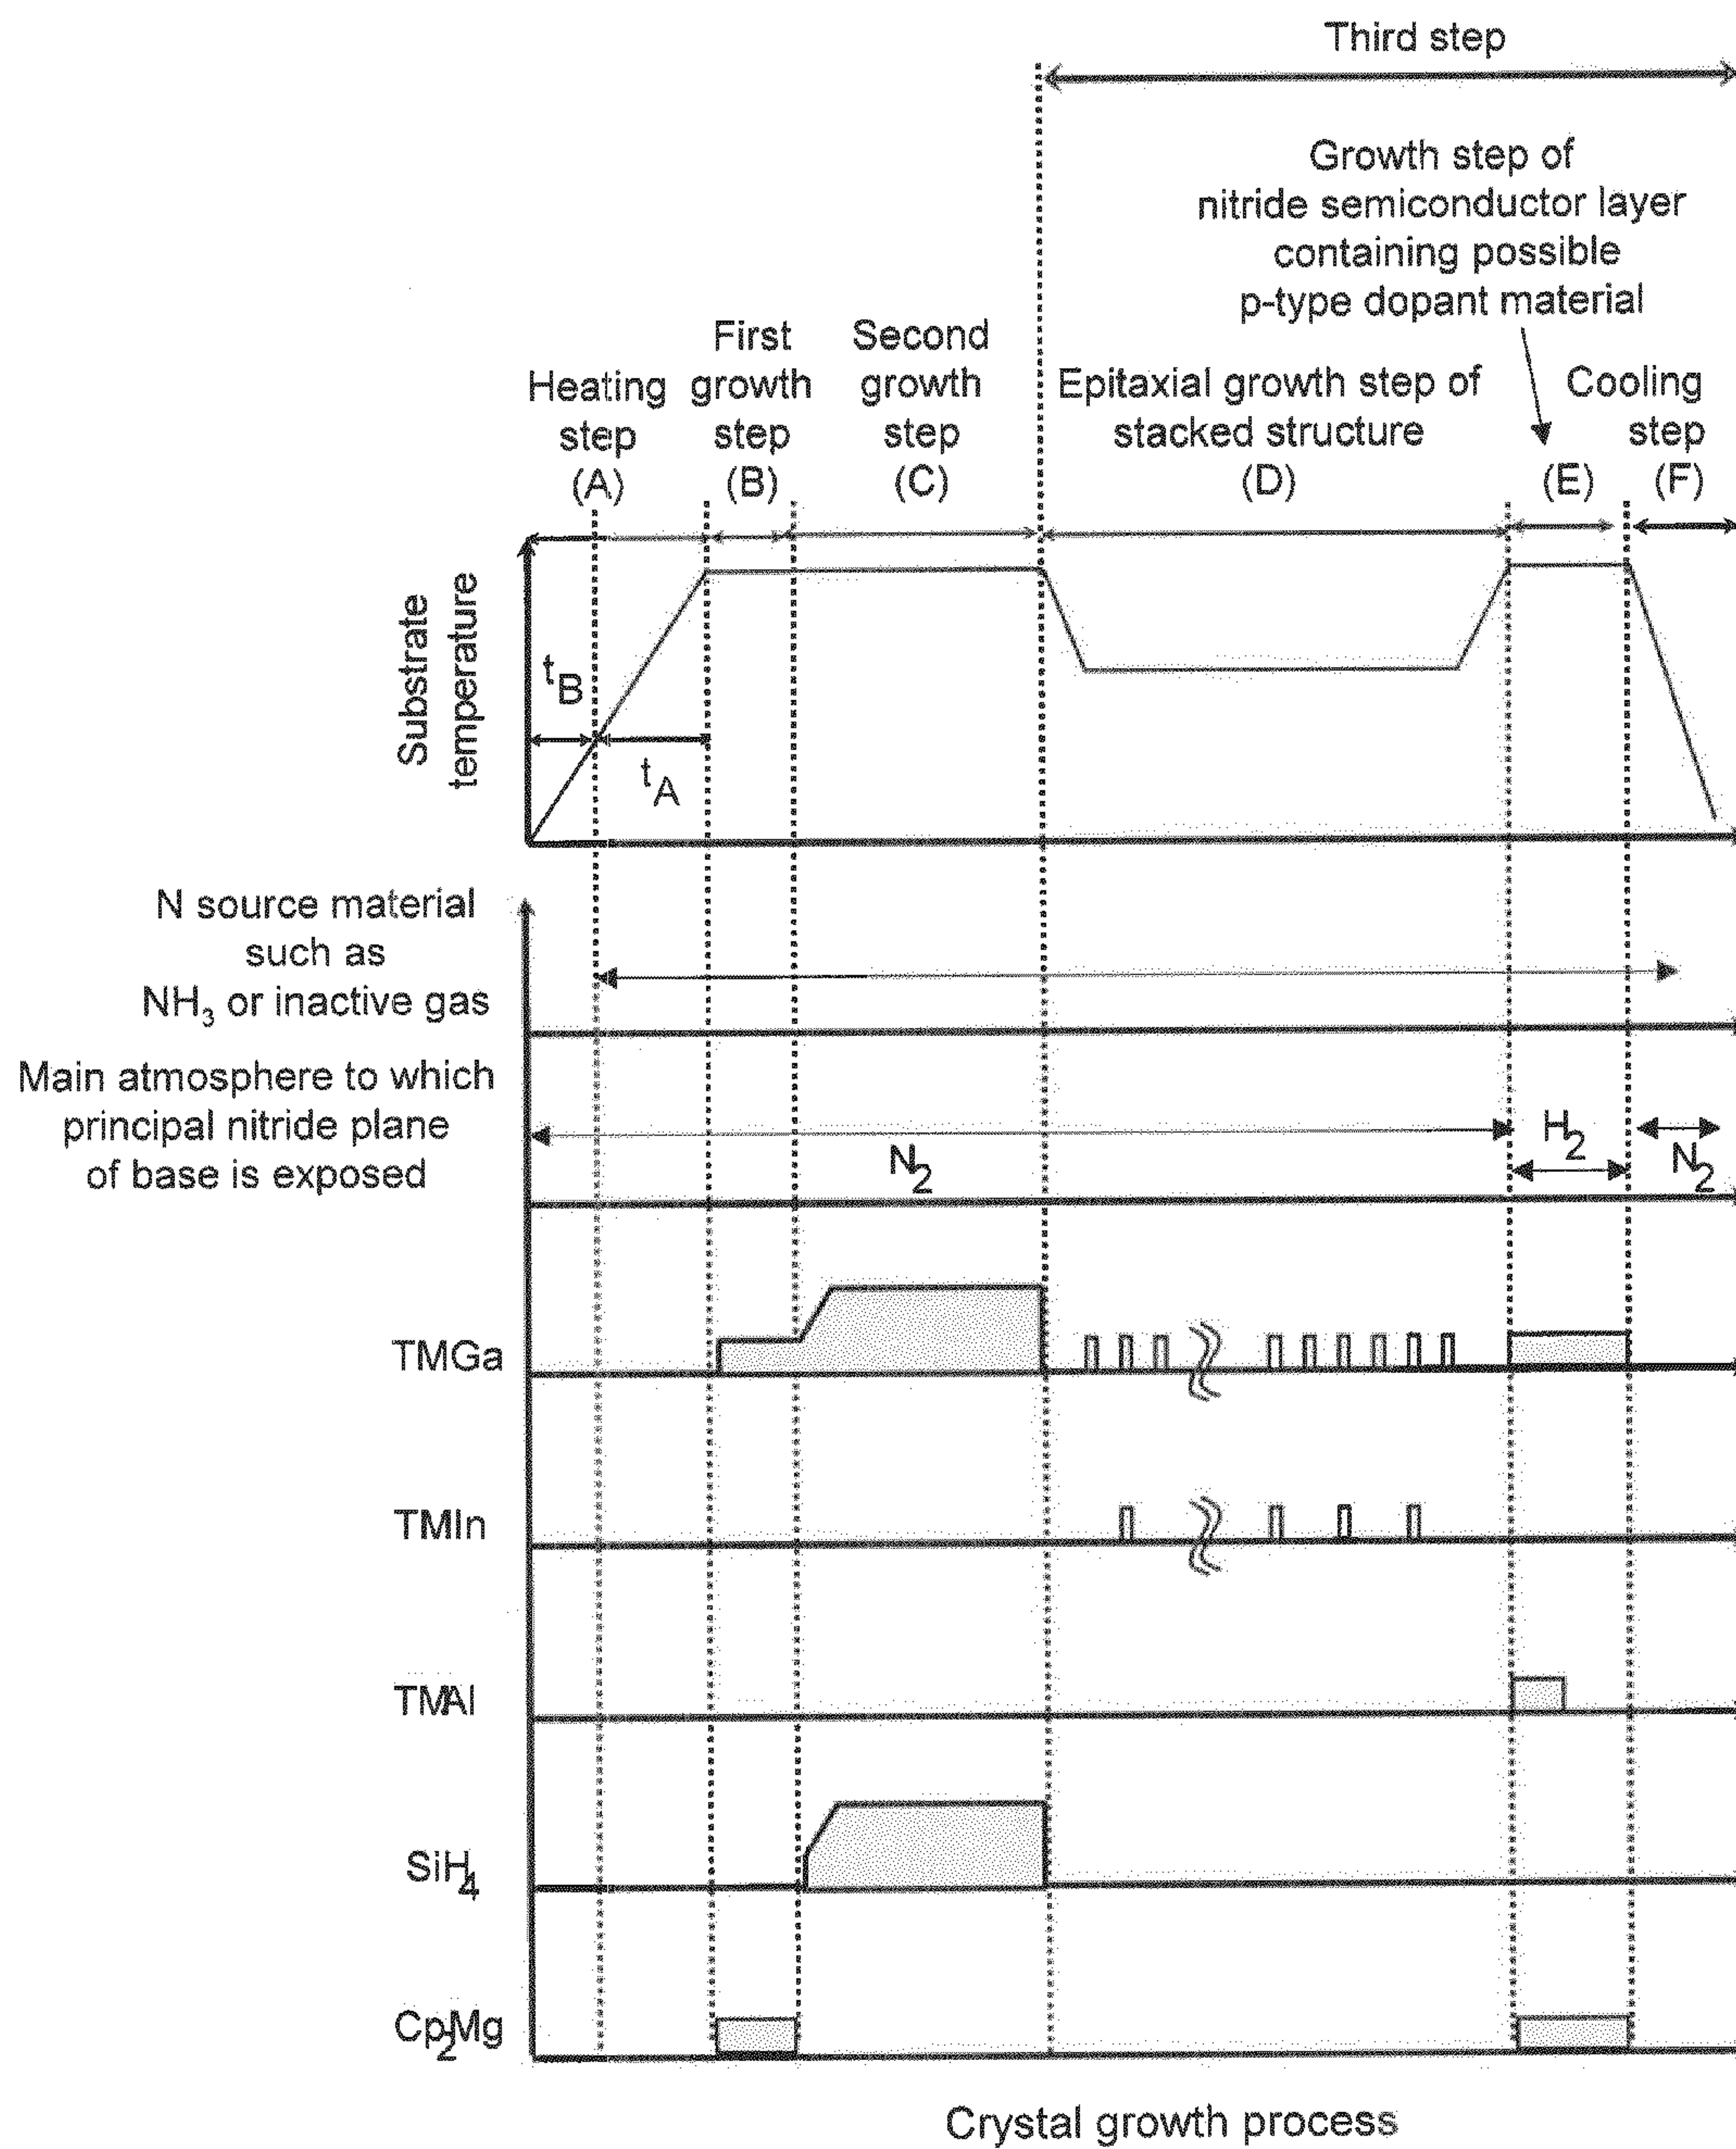 Third step
Growth step of
nitride semiconductor layer
containing possible
p-type dopant material
Heating
step
(A)
First
growth
step
(B)
Second
growth
step
(C)
Epitaxial growth step of
stacked structure
(D)
(E)
Cooling
step
(F)
Substrate
temperature
tB
tA
N source material
such as
NH3 or inactive gas
Main atmosphere to which
principal nitride plane
of base is exposed
N2
H2
N2
TMGa
TMIn
TMAl
SiH4
Cp2Mg
Crystal growth process